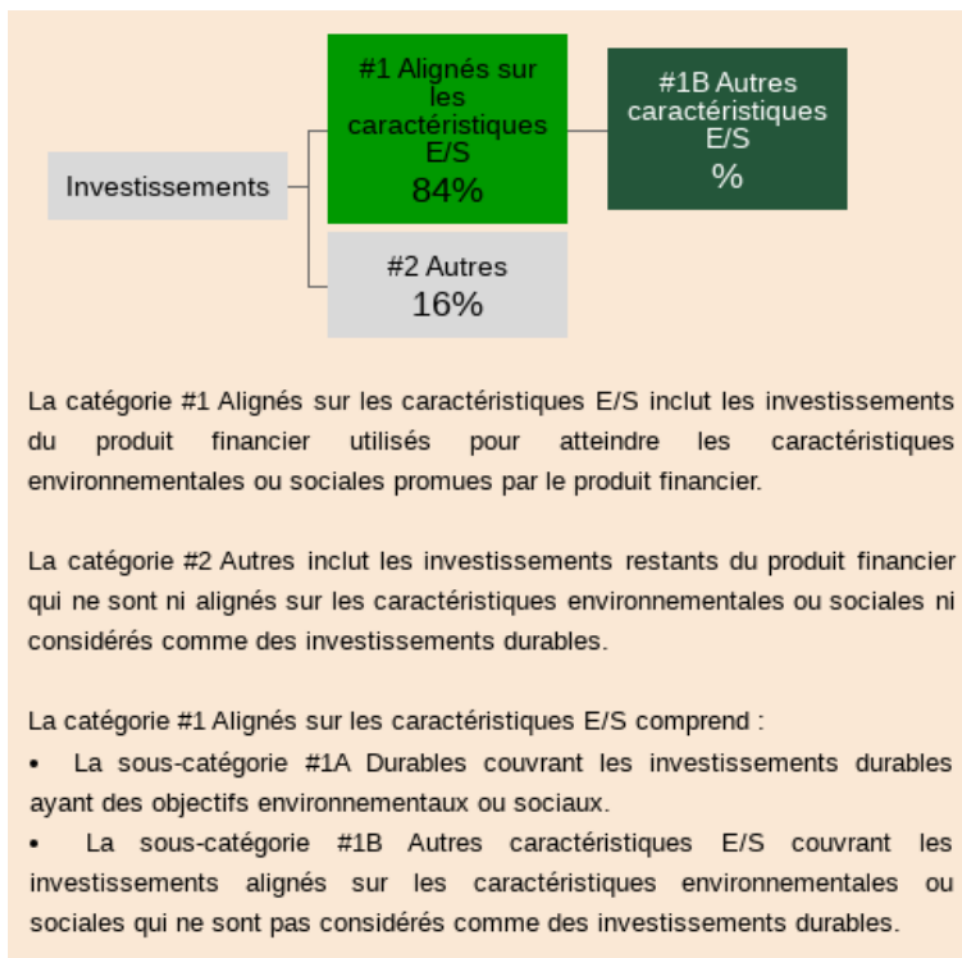 #1 Alignés sur
les
caractéristiques
E/S
84%
#1B Autres
caractéristiques
E/S
%
Investissements
#2 Autres
16%
La catégorie #1 Alignés sur les caractéristiques E/S inclut les investissements
du produit financier utilisés pour atteindre les caractéristiques
environnementales ou sociales promues par le produit financier.
La catégorie #2 Autres inclut les investissements restants du produit financier
qui ne sont ni alignés sur les caractéristiques environnementales ou sociales ni
considérés comme des investissements durables.
La catégorie #1 Alignés sur les caractéristiques E/S comprend :
• La sous-catégorie #1A Durables couvrant les investissements durables
ayant des objectifs environnementaux ou sociaux.
• La sous-catégorie #1B Autres caractéristiques E/S couvrant les
investissements alignés sur les caractéristiques environnementales ou
sociales qui ne sont pas considérés comme des investissements durables.